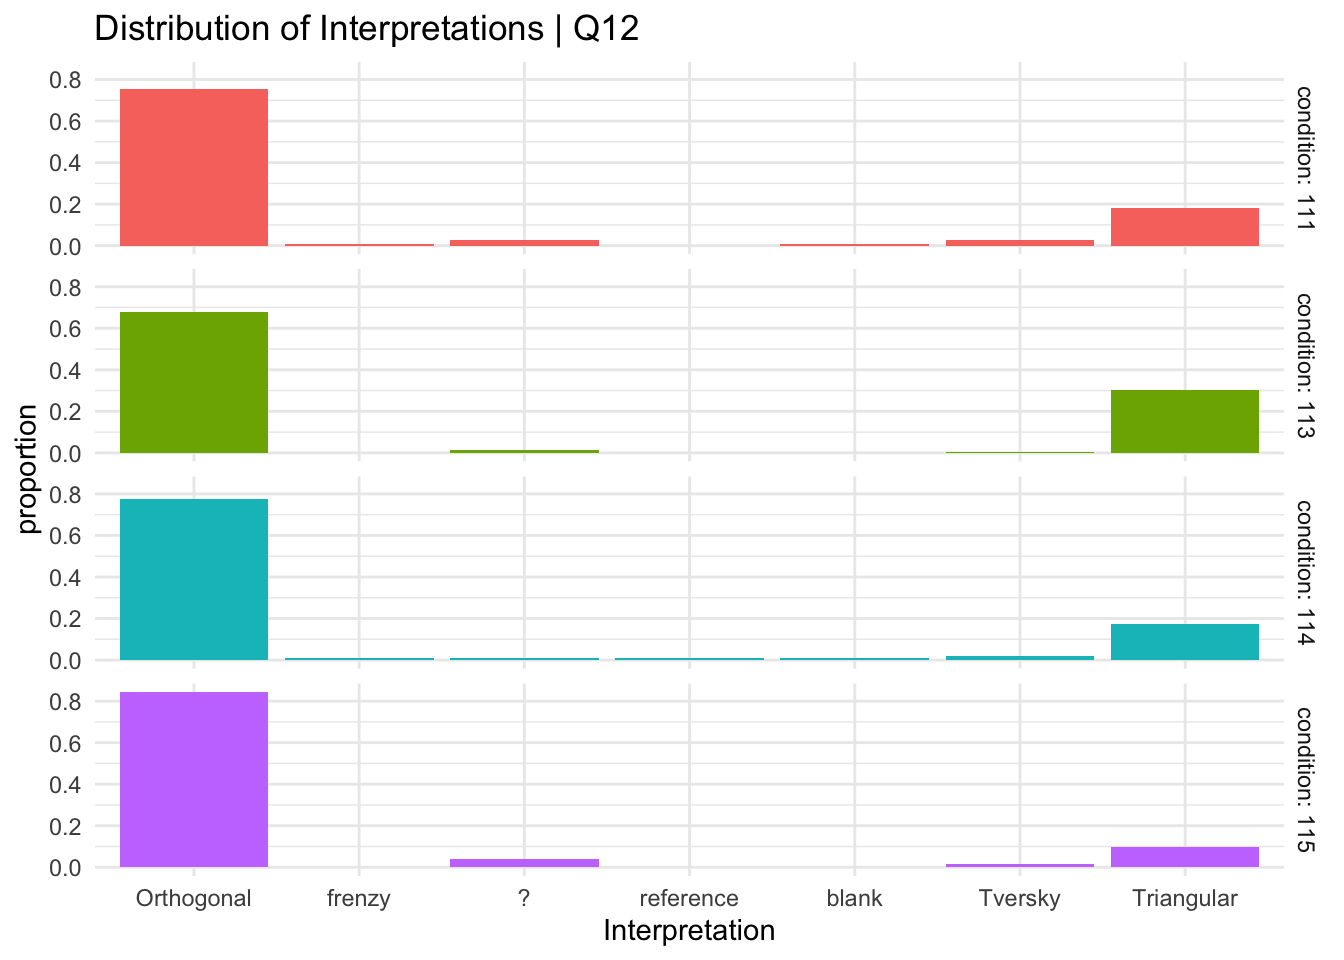 Distribution of Interpretations | Q12
proportion
0.8
0.6
0.4
0.2
0.0
condition: 111
0.8
0.6
0.4
0.2
0.0
condition: 113
0.8
0.6
0.4
0.2
0.0
condition: 114
0.8
0.6
0.4
0.2
0.0
condition: 115
Orthogonal frenzy ? reference blank Tversky Triangular
Interpretation